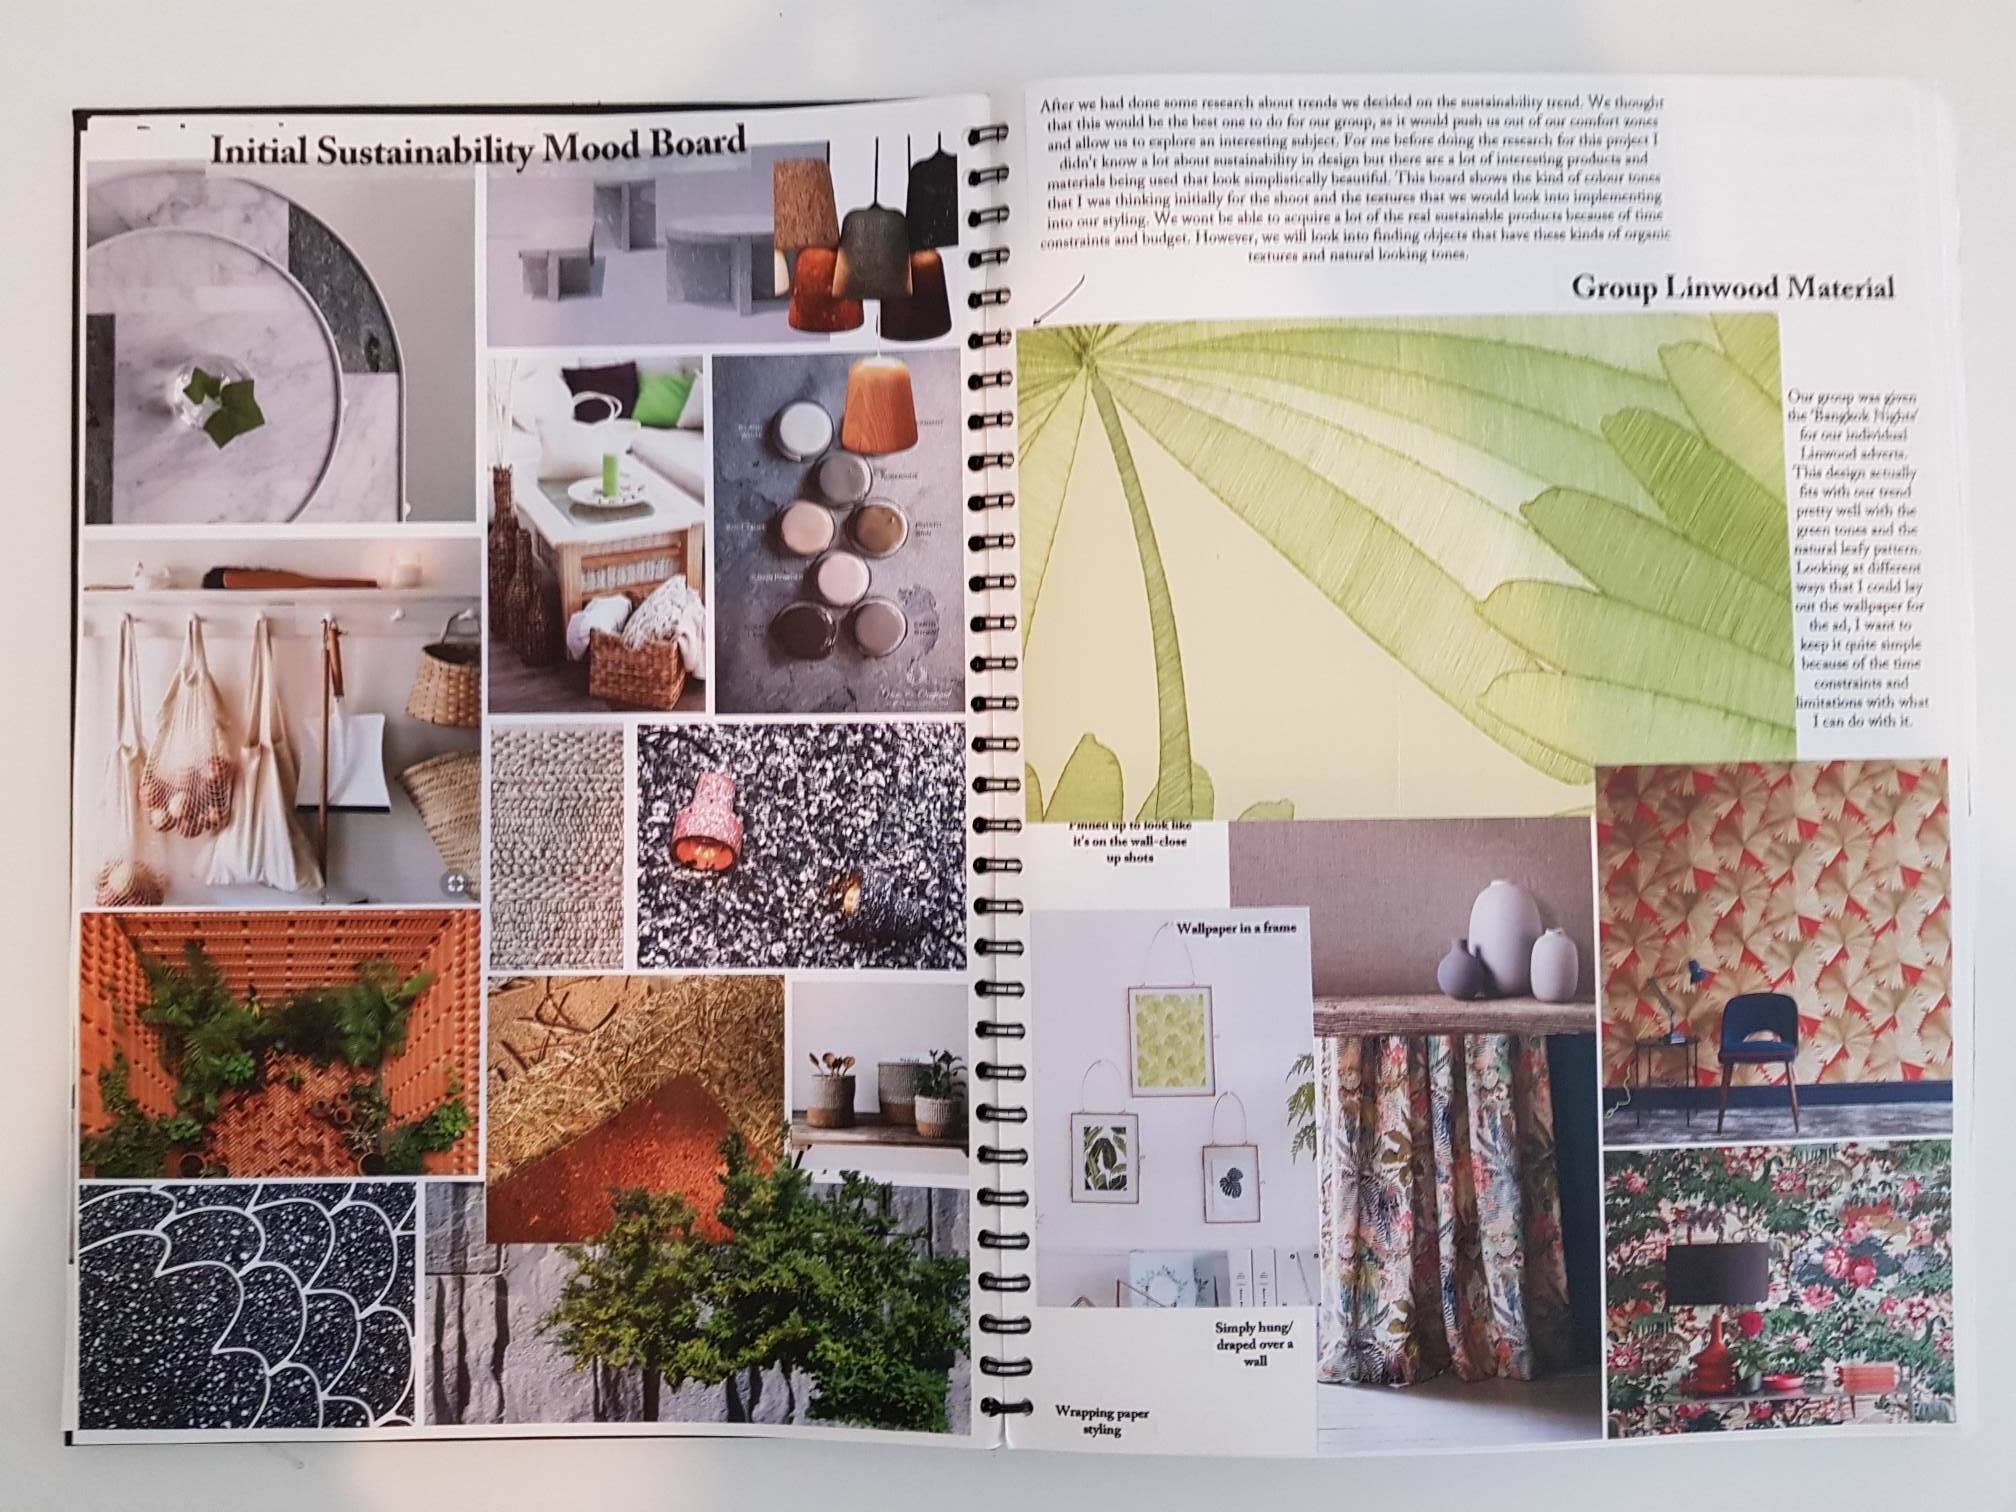 Initial Sustainability Mood Board
After we had done some research about trends we decided on the sustainability trend. We thought
that this would be the best one to do for our group, as it would push us out of our comfort zones
and allow us to explore an interesting subject. For me before doing the research for this project I
didn't know a lot about sustainability in design but there are a lot of interesting products and
materials being used that look simplistically beautiful. This board shows the kind of colour tones
that I was thinking initially for the shoot and the textures that we would look into implementing
into our styling. We wont be able to acquire a lot of the real sustainable products because of time
constraints and budget. However, we will look into finding objects that have these kinds of organic
textures and natural looking tones.
Group Linwood Material
Our group was given
the 'Bangkok Nights'
for our individual
Linwood adverts.
This design actually
fits with our trend
pretty well with the
green tones and the
natural leafy pattern.
Looking at different
ways that I could lay
out the wallpaper for
the ad, I want to
keep it quite simple
because of the time
constraints and
limitations with what
I can do with it.
Pinned up to look like
it's on the wall-close
up shots
Wallpaper in a frame
Simply hung/
draped over a
wall
Wrapping paper
styling